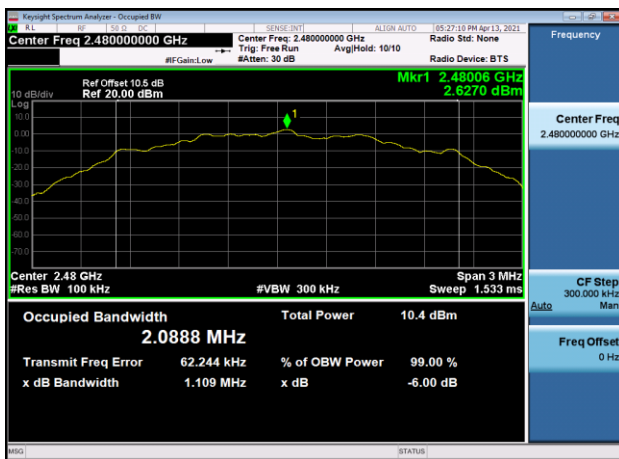 Keysight Spectrum Analyzer - Occupied BW
RL RF 50 Ω DC SENSE:INT ALIGN AUTO 05:27:10 PM Apr 13, 2021
Center Freq 2.480000000 GHz
Center Freq: 2.480000000 GHz Radio Std: None
Trig: Free Run Avg|Hold: 10/10
#IFGain:Low #Atten: 30 dB Radio Device: BTS
Frequency
Ref Offset 10.5 dB Mkr1 2.48006 GHz
10 dB/div Ref 20.00 dBm 2.6270 dBm
Log
10.0
1
0.00
-10.0
-20.0
-30.0
-40.0
-50.0
-60.0
-70.0
Center 2.48 GHz Span 3 MHz
#Res BW 100 kHz #VBW 300 kHz Sweep 1.533 ms
Occupied Bandwidth Total Power 10.4 dBm
2.0888 MHz
Transmit Freq Error 62.244 kHz % of OBW Power 99.00 %
x dB Bandwidth 1.109 MHz x dB -6.00 dB
Center Freq
2.480000000 GHz
CF Step
300.000 kHz
Auto Man
Freq Offset
0 Hz
MSG STATUS